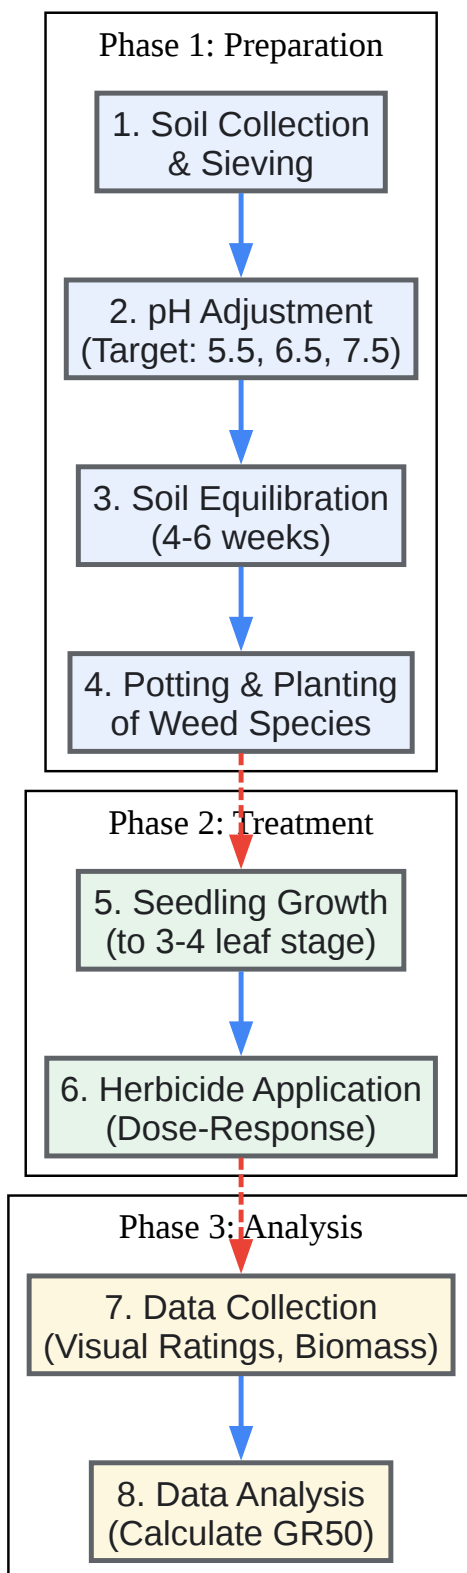 Phase 1: Preparation
1. Soil Collection
& Sieving
2. pH Adjustment
(Target: 5.5, 6.5, 7.5)
3. Soil Equilibration
(4-6 weeks)
4. Potting & Planting
of Weed Species
Phase 2: Treatment
5. Seedling Growth
(to 3-4 leaf stage)
6. Herbicide Application
(Dose-Response)
Phase 3: Analysis
7. Data Collection
(Visual Ratings, Biomass)
8. Data Analysis
(Calculate GR50)